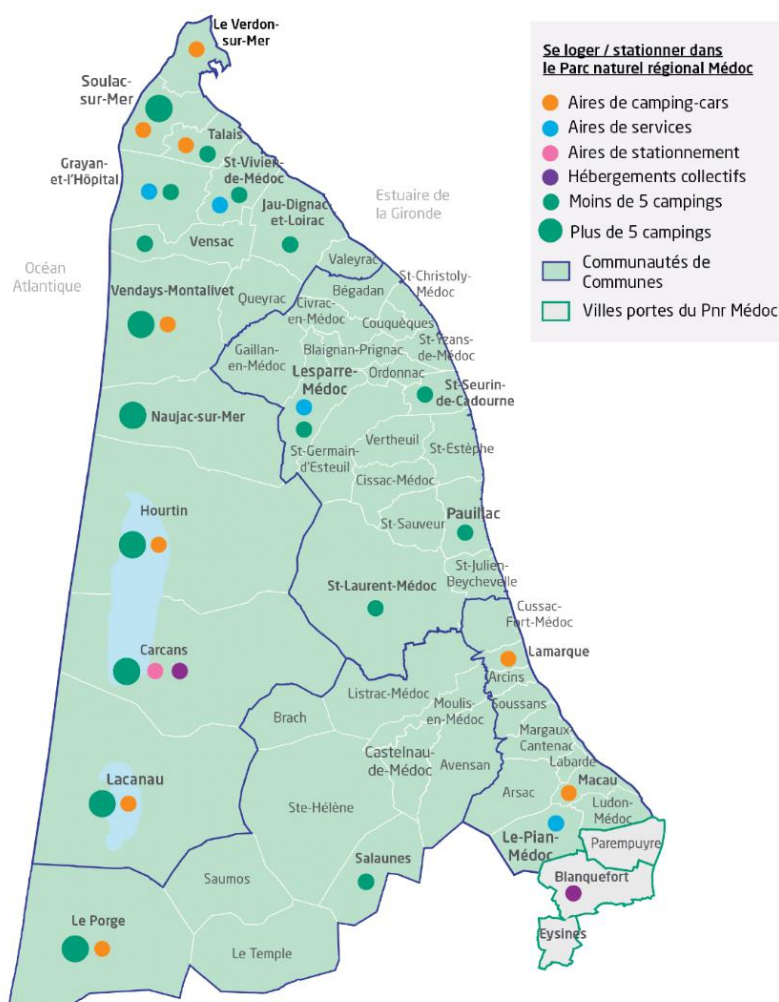 Le Verdon-
sur-Mer
Se loger / stationner dans
le Parc naturel régional Médoc
Aires de camping-cars
Aires de services
Aires de stationnement
Hébergements collectifs
Moins de 5 campings
Plus de 5 campings
Communautés de
Communes
Villes portes du Pnr Médoc
Soulac-
sur-Mer
Talais
Grayan-
et-l'Hôpital
St-Vivien-
de-Médoc
Estuaire de
la Gironde
Jau-Dignac
et-Loirac
Vensac
Océan
Atlantique
Valeyrac
St-Christoly-
Médoc
Vendays-Montalivet
Queyrac
Bégadan
Civrac-
en-Médoc
Couquèques
St-Yzans-
de-Médoc
Gaillan-
en-Médoc
Blaignan-Prignac
Ordonnac
Lesparre-
Médoc
St-Seurin-
de-Cadourne
Naujac-sur-Mer
Vertheuil
St-Estèphe
St-Germain-
d'Esteuil
Cissac-Médoc
Hourtin
Pauillac
St-Sauveur
St-Julien-
Beychevelle
St-Laurent-Médoc
Cussac-
Fort-Médoc
Carcans
Lamarque
Arcins
Listrac-Médoc
Moulis-
en-Médoc
Soussans
Brach
Margaux-
Cantenac
Castelnau-
de-Médoc
Avensan
Labarde
Macau
Lacanau
Arsac
Ludon-
Médoc
Ste-Hélène
Le-Pian-
Médoc
Parempuyre
Salaunes
Blanquefort
Saumos
Le Porge
Eysines
Le Temple